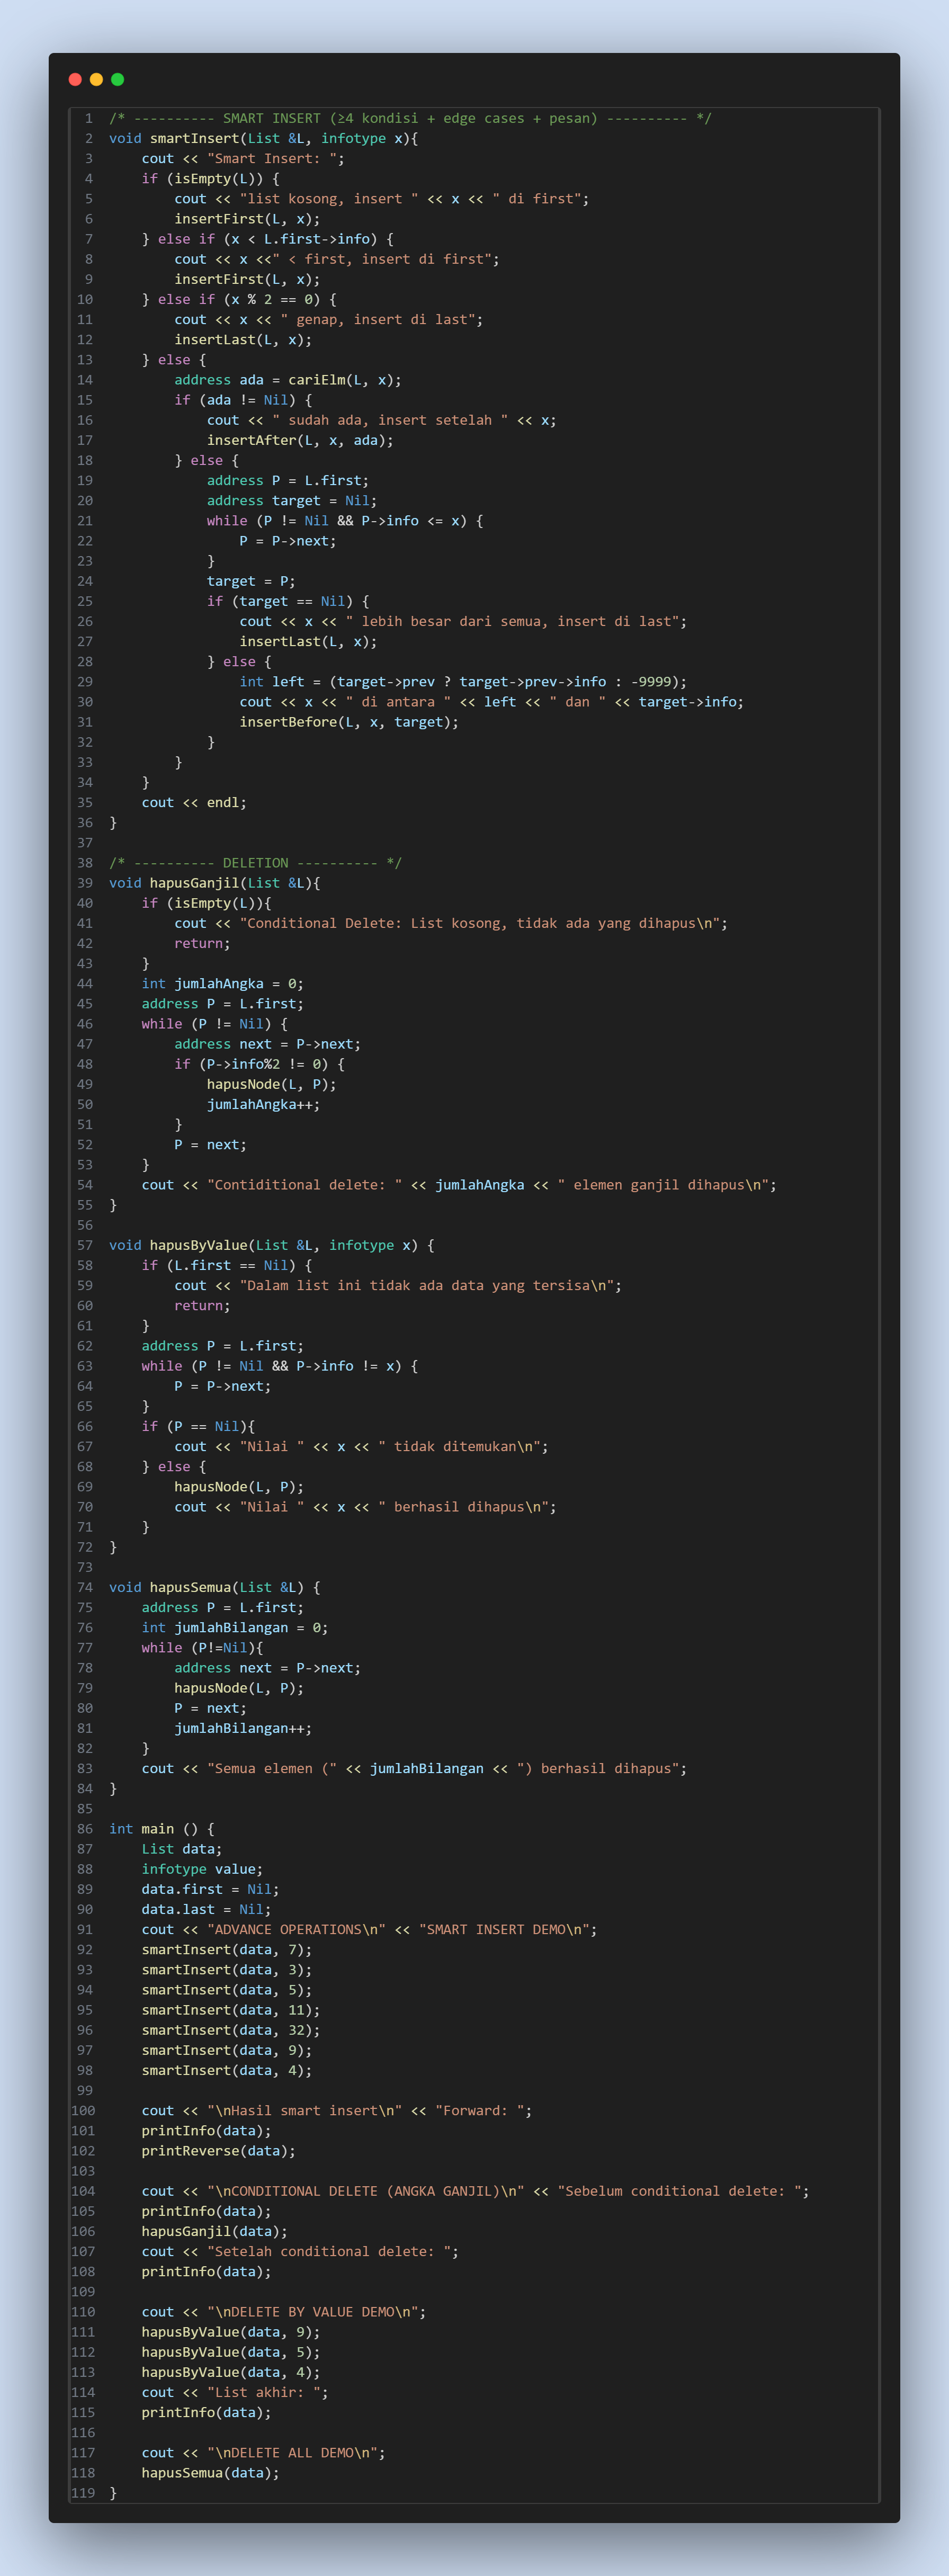 1 /* ---------- SMART INSERT (≥4 kondisi + edge cases + pesan) ---------- */
2 void smartInsert(List &L, infotype x){
3     cout << "Smart Insert: ";
4     if (isEmpty(L)) {
5         cout << "list kosong, insert " << x << " di first";
6         insertFirst(L, x);
7     } else if (x < L.first->info) {
8         cout << x <<" < first, insert di first";
9         insertFirst(L, x);
10     } else if (x % 2 == 0) {
11         cout << x << " genap, insert di last";
12         insertLast(L, x);
13     } else {
14         address ada = cariElm(L, x);
15         if (ada != Nil) {
16             cout << " sudah ada, insert setelah " << x;
17             insertAfter(L, x, ada);
18         } else {
19             address P = L.first;
20             address target = Nil;
21             while (P != Nil && P->info <= x) {
22                 P = P->next;
23             }
24             target = P;
25             if (target == Nil) {
26                 cout << x << " lebih besar dari semua, insert di last";
27                 insertLast(L, x);
28             } else {
29                 int left = (target->prev ? target->prev->info : -9999);
30                 cout << x << " di antara " << left << " dan " << target->info;
31                 insertBefore(L, x, target);
32             }
33         }
34     }
35     cout << endl;
36 }
37
38 /* ---------- DELETION ---------- */
39 void hapusGanjil(List &L){
40     if (isEmpty(L)){
41         cout << "Conditional Delete: List kosong, tidak ada yang dihapus\n";
42         return;
43     }
44     int jumlahAngka = 0;
45     address P = L.first;
46     while (P != Nil) {
47         address next = P->next;
48         if (P->info%2 != 0) {
49             hapusNode(L, P);
50             jumlahAngka++;
51         }
52         P = next;
53     }
54     cout << "Contiditional delete: " << jumlahAngka << " elemen ganjil dihapus\n";
55 }
56
57 void hapusByValue(List &L, infotype x) {
58     if (L.first == Nil) {
59         cout << "Dalam list ini tidak ada data yang tersisa\n";
60         return;
61     }
62     address P = L.first;
63     while (P != Nil && P->info != x) {
64         P = P->next;
65     }
66     if (P == Nil){
67         cout << "Nilai " << x << " tidak ditemukan\n";
68     } else {
69         hapusNode(L, P);
70         cout << "Nilai " << x << " berhasil dihapus\n";
71     }
72 }
73
74 void hapusSemua(List &L) {
75     address P = L.first;
76     int jumlahBilangan = 0;
77     while (P!=Nil){
78         address next = P->next;
79         hapusNode(L, P);
80         P = next;
81         jumlahBilangan++;
82     }
83     cout << "Semua elemen (" << jumlahBilangan << ") berhasil dihapus";
84 }
85
86 int main () {
87     List data;
88     infotype value;
89     data.first = Nil;
90     data.last = Nil;
91     cout << "ADVANCE OPERATIONS\n" << "SMART INSERT DEMO\n";
92     smartInsert(data, 7);
93     smartInsert(data, 3);
94     smartInsert(data, 5);
95     smartInsert(data, 11);
96     smartInsert(data, 32);
97     smartInsert(data, 9);
98     smartInsert(data, 4);
99
100     cout << "\nHasil smart insert\n" << "Forward: ";
101     printInfo(data);
102     printReverse(data);
103
104     cout << "\nCONDITIONAL DELETE (ANGKA GANJIL)\n" << "Sebelum conditional delete: ";
105     printInfo(data);
106     hapusGanjil(data);
107     cout << "Setelah conditional delete: ";
108     printInfo(data);
109
110     cout << "\nDELETE BY VALUE DEMO\n";
111     hapusByValue(data, 9);
112     hapusByValue(data, 5);
113     hapusByValue(data, 4);
114     cout << "List akhir: ";
115     printInfo(data);
116
117     cout << "\nDELETE ALL DEMO\n";
118     hapusSemua(data);
119 }